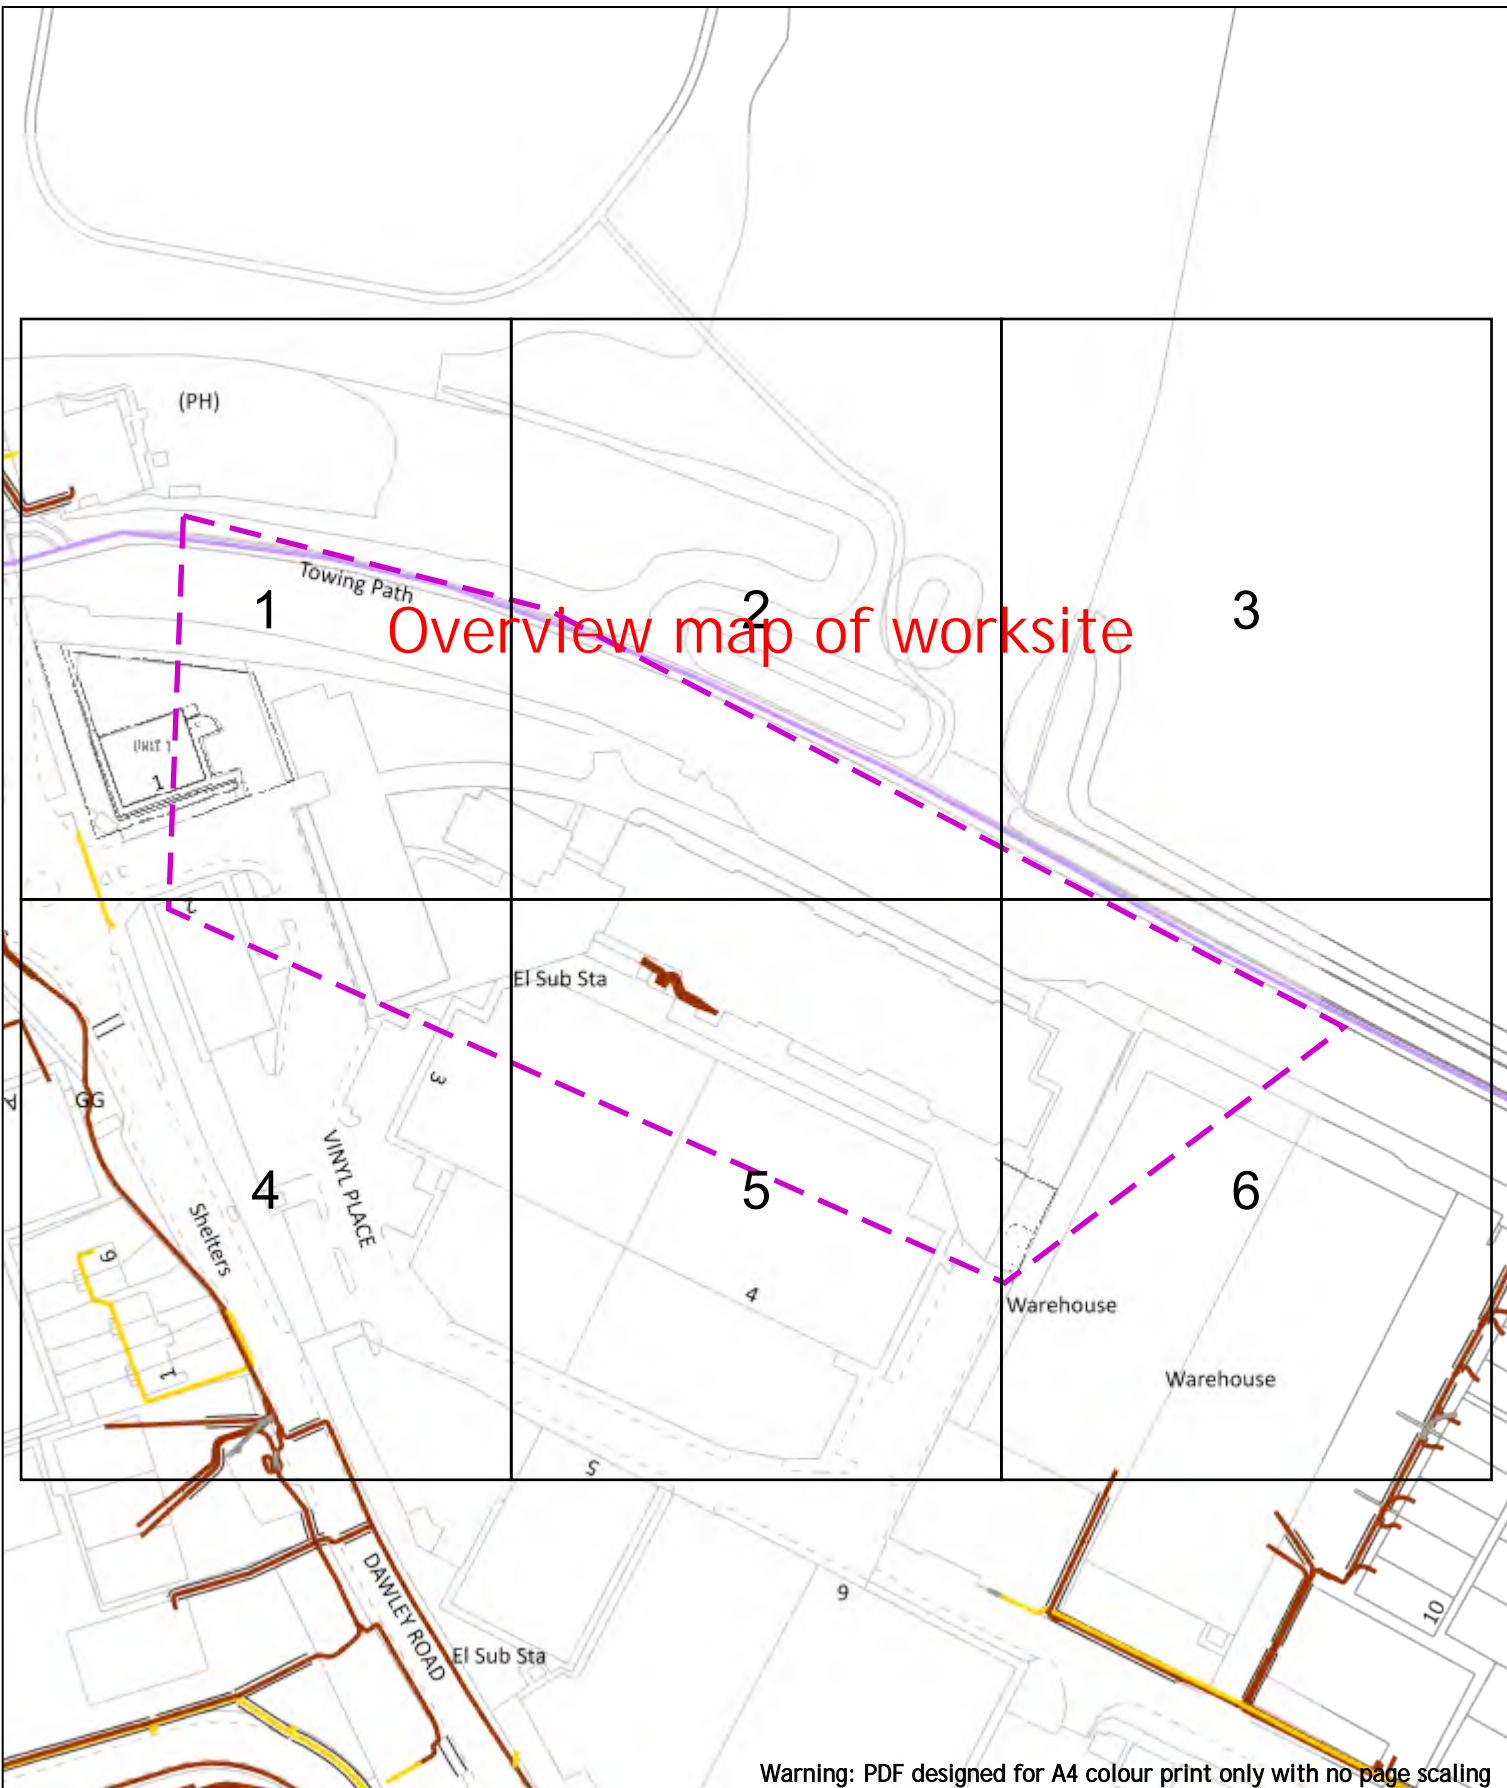 (PH)
Towing Path
1
2
3
Overview map of worksite
UNIT 1
1
2
El Sub Sta
3
GG
4
5
6
VINYL PLACE
Shelters
9
1
4
Warehouse
Warehouse
5
9
10
DAWLEY ROAD
El Sub Sta
Warning: PDF designed for A4 colour print only with no page scaling